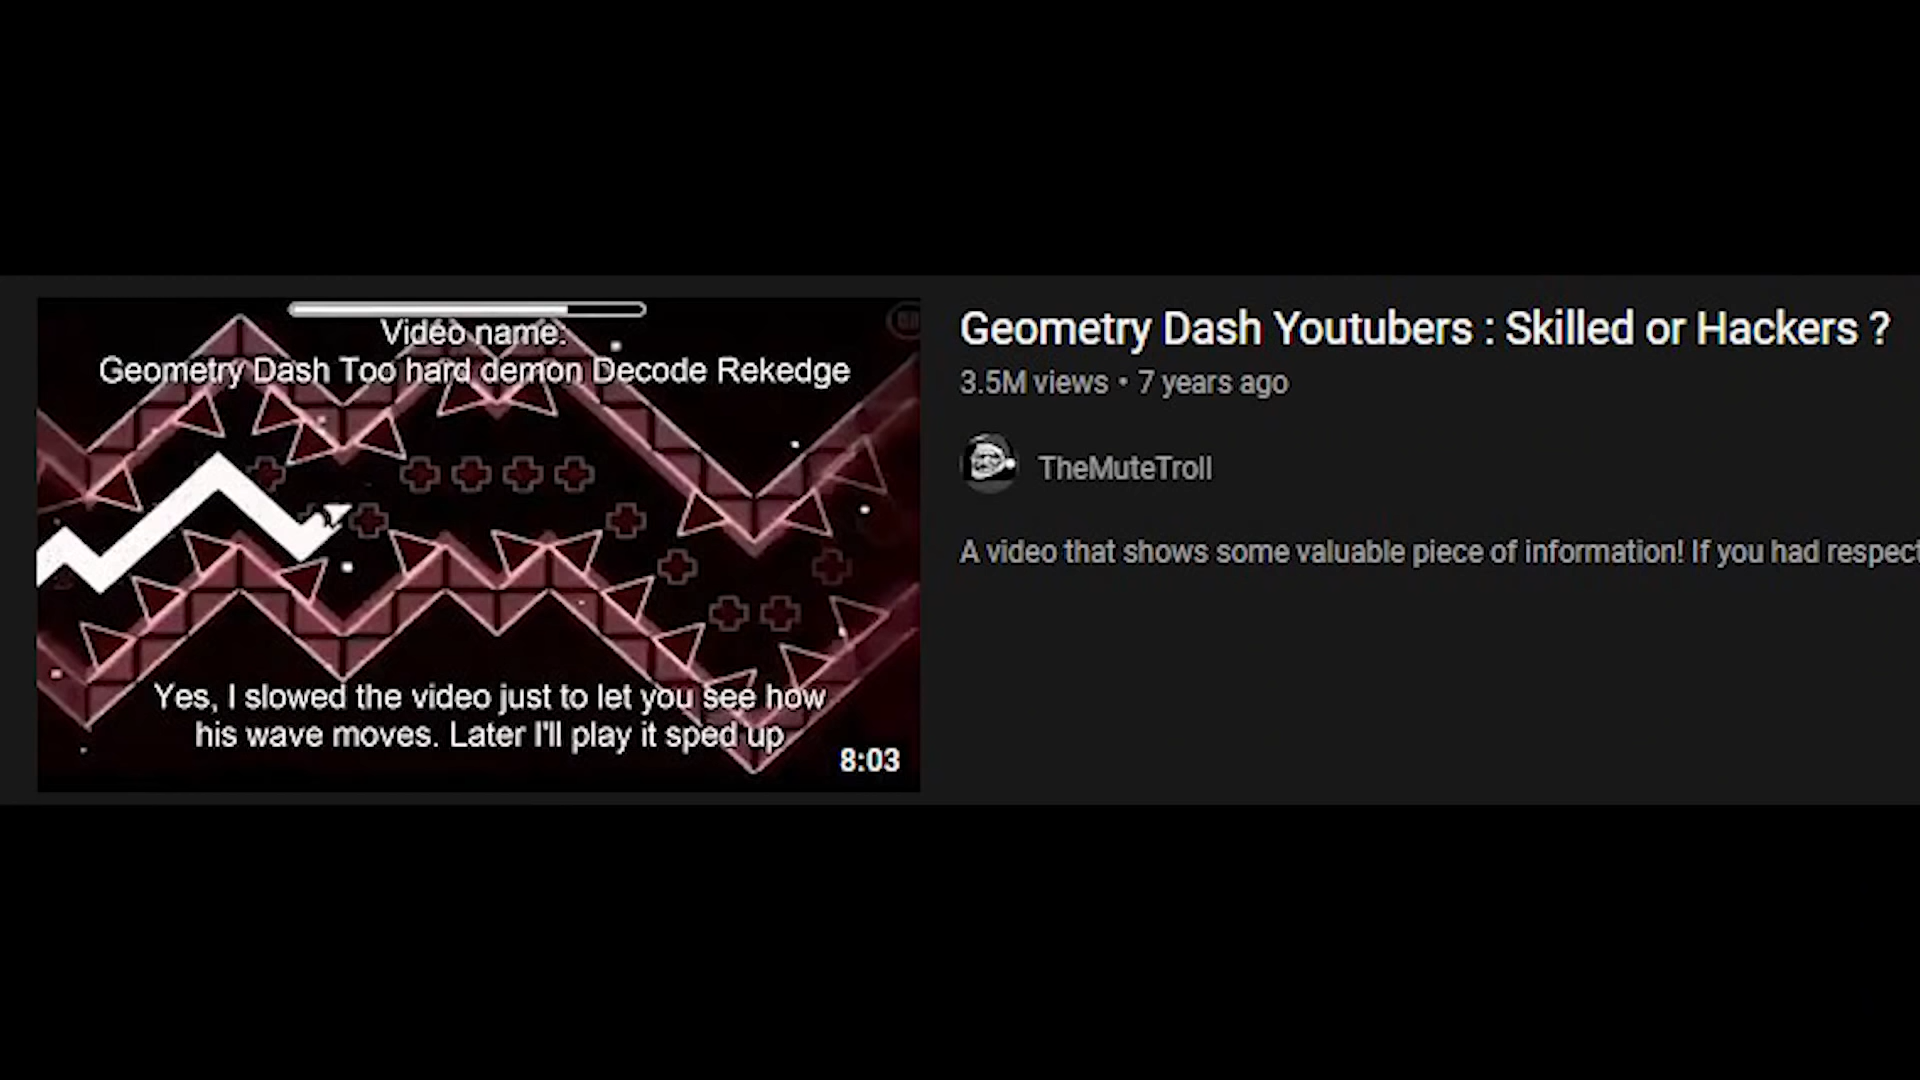 Video name:
Geometry Dash Too hard demon Decode Rekedge
Yes, I slowed the video just to let you see how
his wave moves. Later I'll play it sped up
8:03
Geometry Dash Youtubers : Skilled or Hackers ?
3.5M views • 7 years ago
TheMuteTroll
A video that shows some valuable piece of information! If you had respect